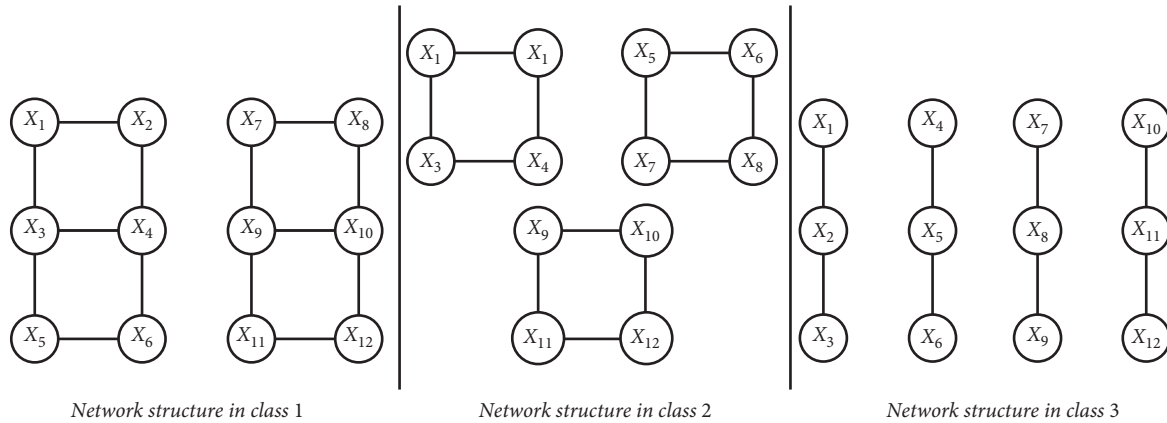 X1 X2
X3 X4
X5 X6
X7 X8
X9 X10
X11 X12
Network structure in class 1
X1 X1
X3 X4
X5 X6
X7 X8
X9 X10
X11 X12
Network structure in class 2
X1 X4 X7 X10
X2 X5 X8 X11
X3 X6 X9 X12
Network structure in class 3